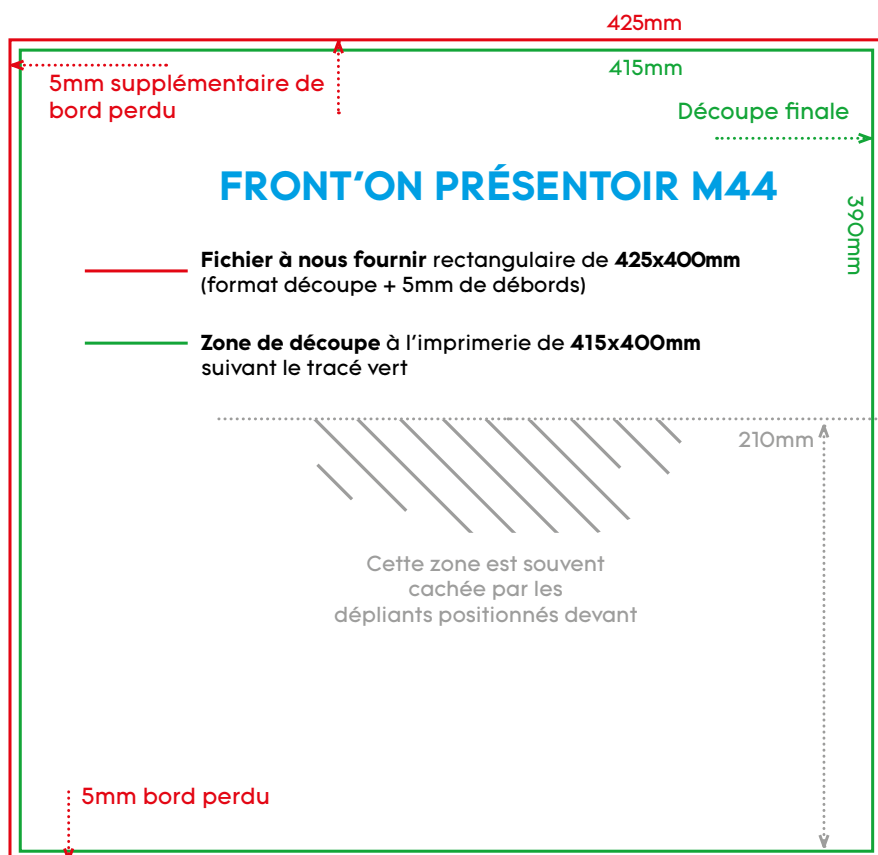 425mm
415mm
5mm supplémentaire de
bord perdu
Découpe finale
FRONT'ON PRÉSENTOIR M44
390mm
Fichier à nous fournir rectangulaire de 425x400mm
(format découpe + 5mm de débords)
Zone de découpe à l'imprimerie de 415x400mm
suivant le tracé vert
210mm
Cette zone est souvent
cachée par les
dépliants positionnés devant
5mm bord perdu